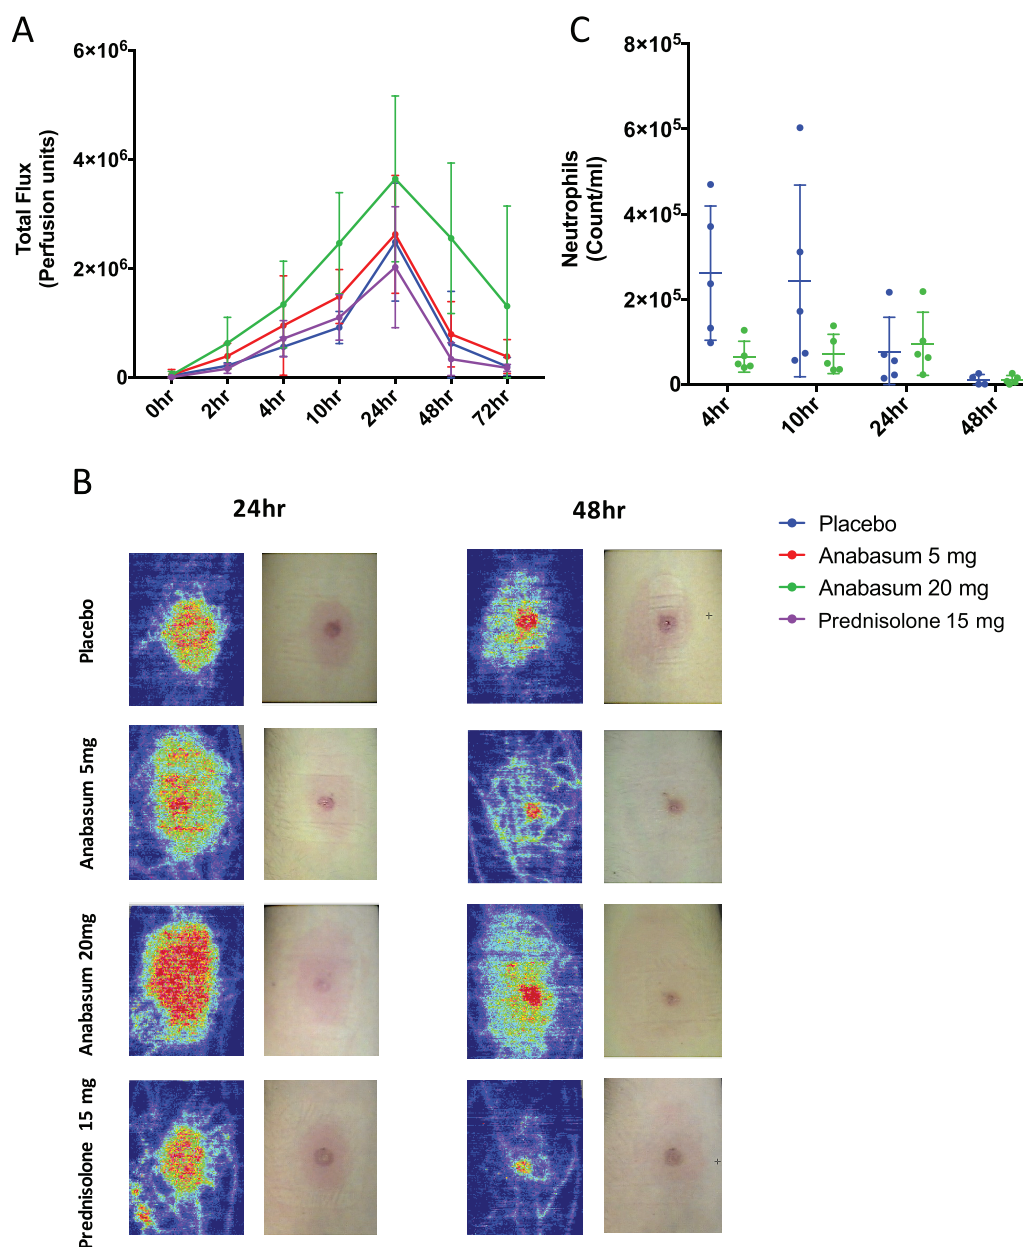 A
6×10⁶
4×10⁶
2×10⁶
0
Total Flux
(Perfusion units)
0hr
2hr
4hr
10hr
24hr
48hr
72hr
C
8×10⁵
6×10⁵
4×10⁵
2×10⁵
0
Neutrophils
(Count/ml)
4hr
10hr
24hr
48hr
B
24hr
48hr
Placebo
Anabasum 5 mg
Anabasum 20 mg
Prednisolone 15 mg
Placebo
Anabasum 5mg
Anabasum 20mg
Prednisolone 15 mg